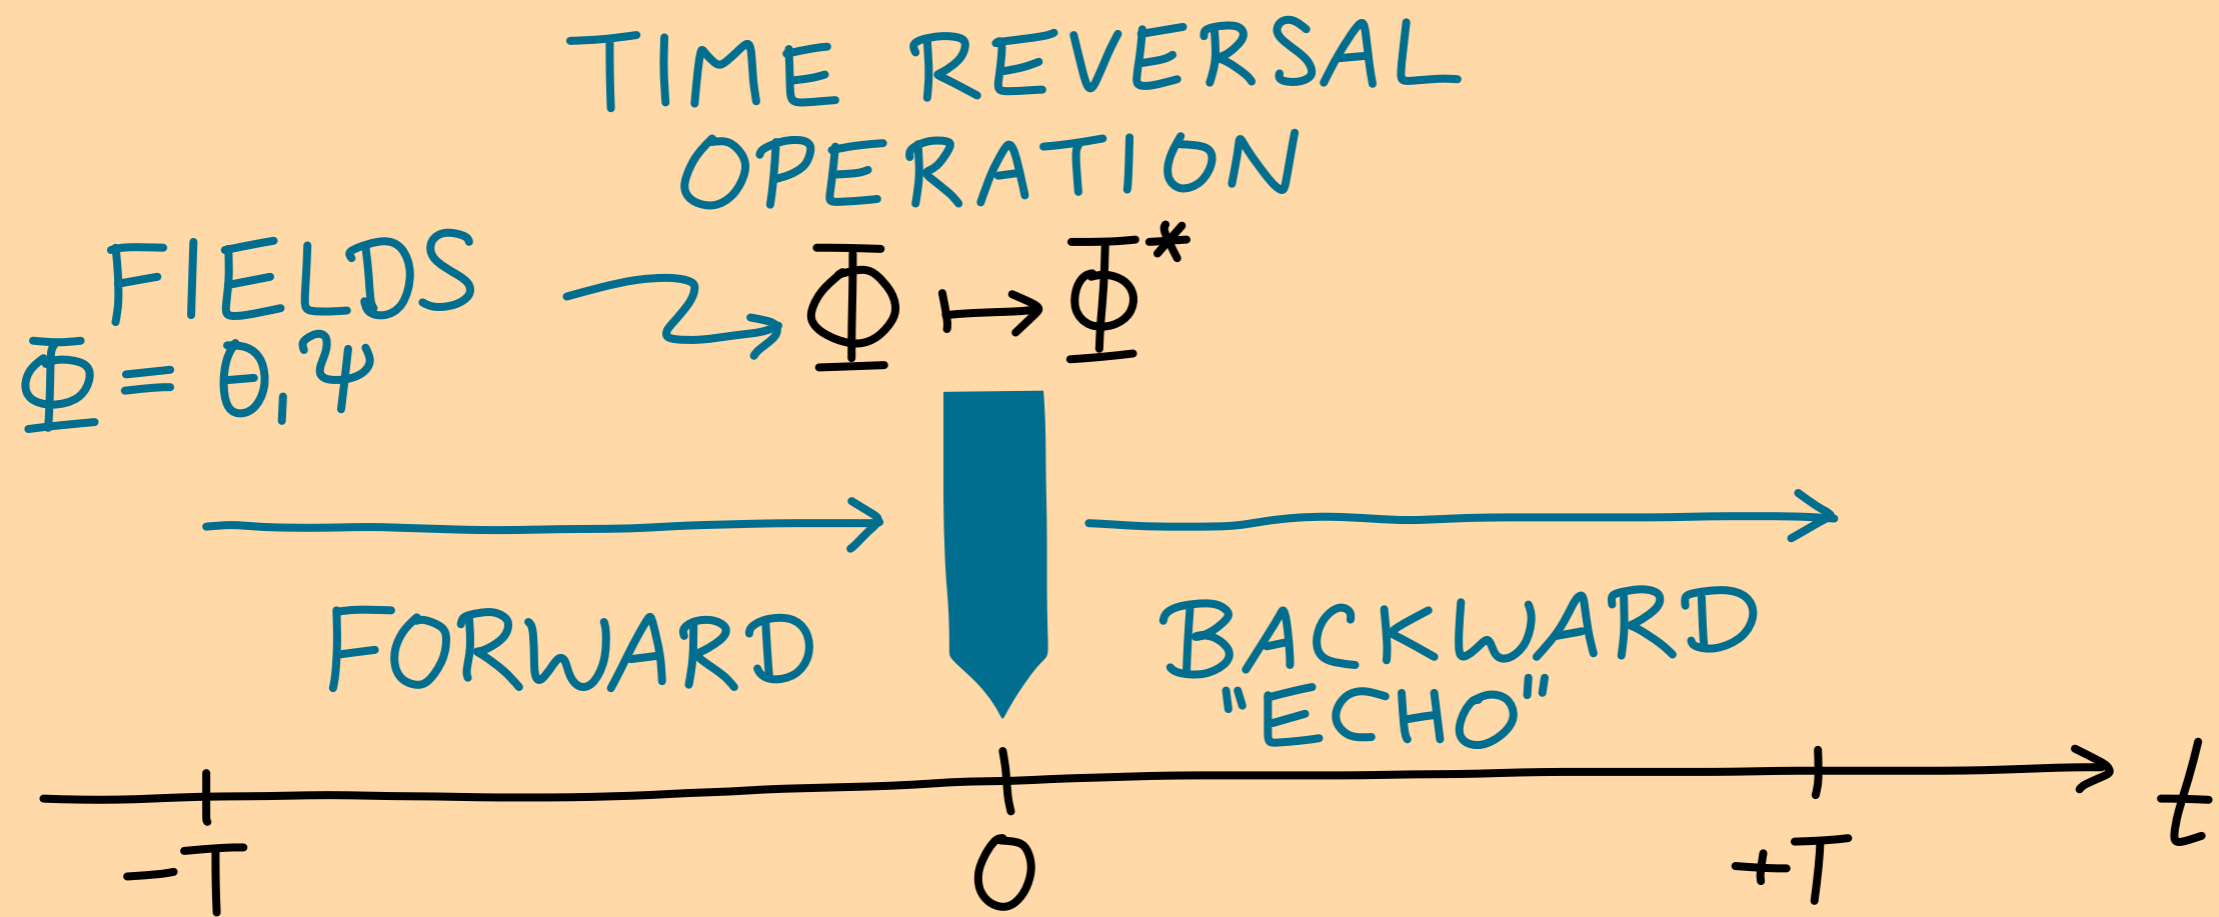 TIME REVERSAL
OPERATION
FIELDS
Φ = θ, ψ
Φ ↦ Φ*
FORWARD
BACKWARD
"ECHO"
-T
0
+T
t